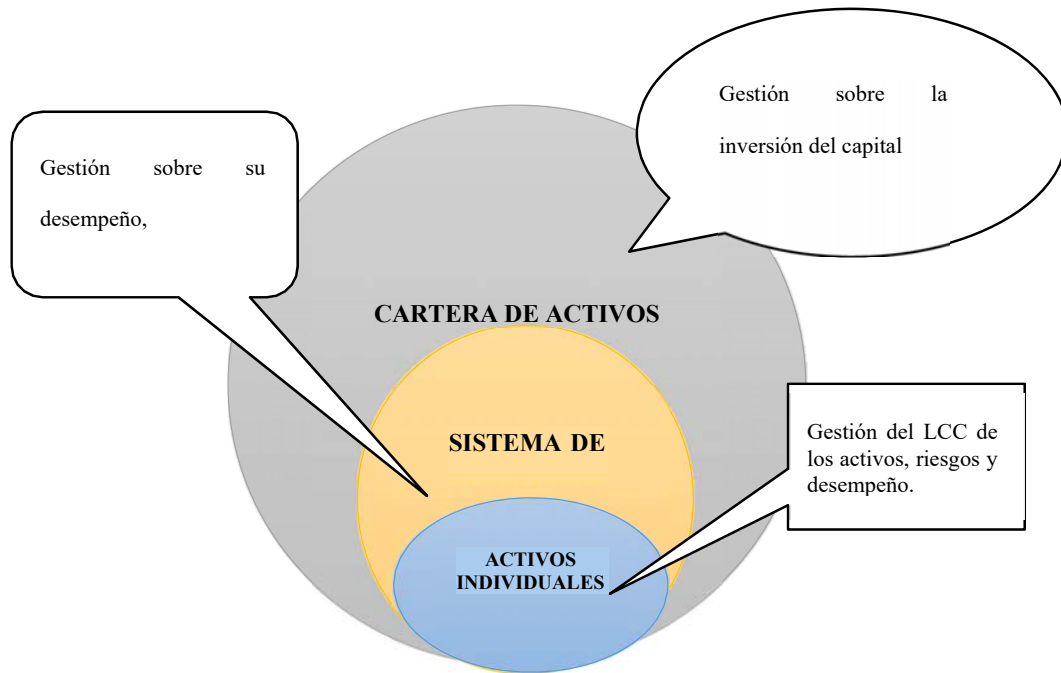 Gestión sobre la
inversión del capital
Gestión sobre su
desempeño,
CARTERA DE ACTIVOS
SISTEMA DE
Gestión del LCC de
los activos, riesgos y
desempeño.
ACTIVOS
INDIVIDUALES